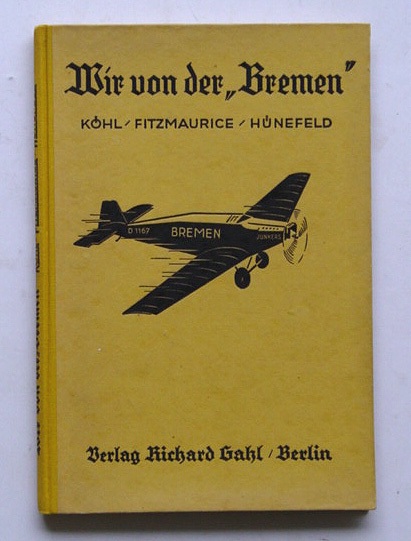 Wir von der „Bremen"
KÖHL / FITZMAURICE / HÜNEFELD
D 1167
BREMEN
JUNKERS
Verlag Richard Gahl / Berlin